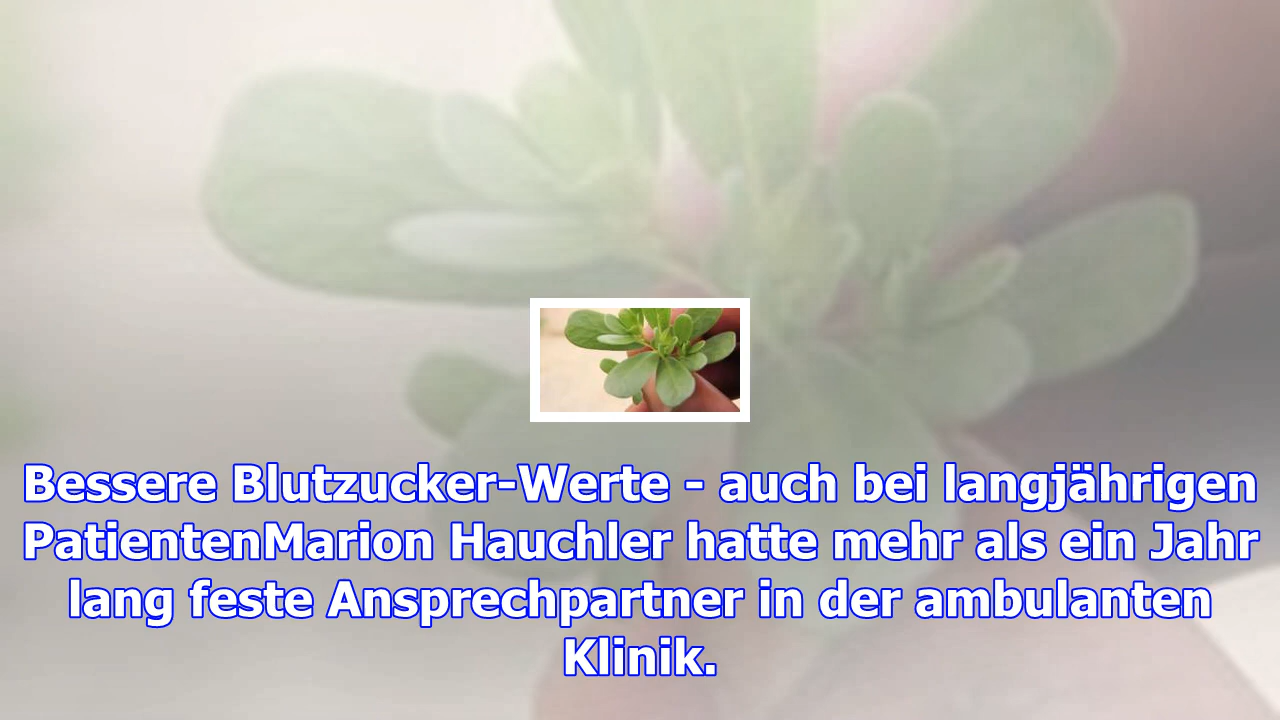 Bessere Blutzucker-Werte - auch bei langjährigen
PatientenMarion Hauchler hatte mehr als ein Jahr
lang feste Ansprechpartner in der ambulanten
Klinik.